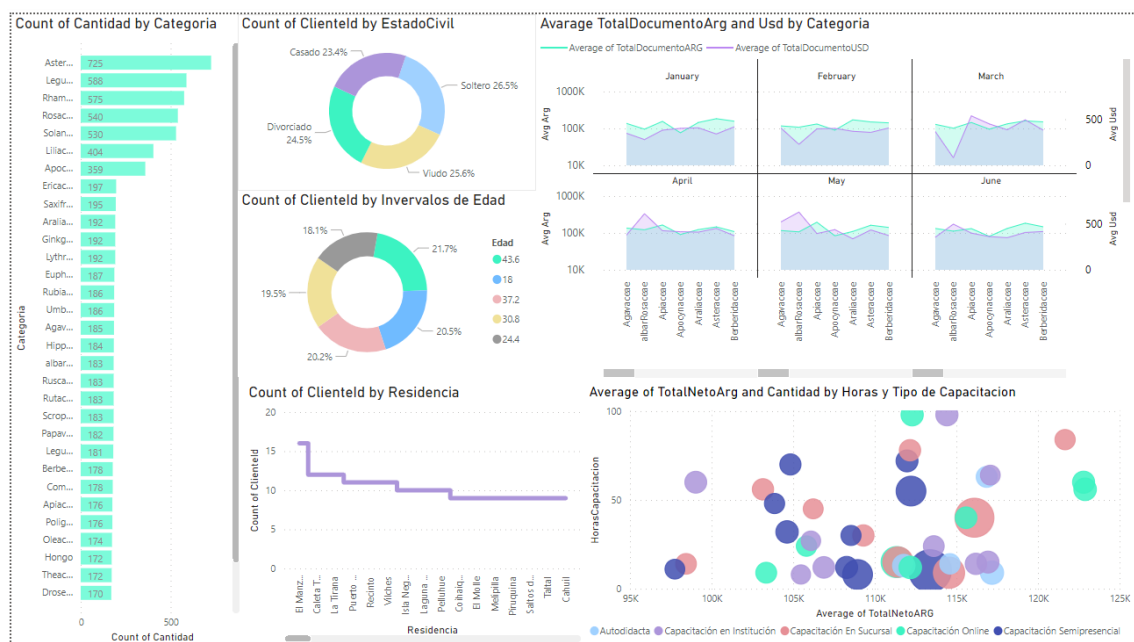 Count of Cantidad by Categoria
Aster... 725
Legu... 588
Rham... 575
Rosac... 540
Solan... 530
Liliac... 404
Apoc... 359
Ericac... 197
Saxifr... 195
Aralia... 192
Ginkg... 192
Lythr... 192
Euph... 187
Rubia... 186
Umb... 186
Agav... 185
Hipp... 184
albar... 183
Rusca... 183
Rutac... 183
Scrop... 183
Papav... 182
Legu... 181
Berbe... 178
Com... 178
Apiac... 176
Polig... 176
Oleac... 174
Hongo 172
Theac... 172
Drose... 170
Categoria
0 500
Count of Cantidad
Count of ClienteId by EstadoCivil
Casado 23.4%
Soltero 26.5%
Divorciado
24.5%
Viudo 25.6%
Count of ClienteId by Invervalos de Edad
18.1%
21.7%
19.5%
20.5%
20.2%
Edad
43.6
18
37.2
30.8
24.4
Count of ClienteId by Residencia
20
10
0
Count of ClienteId
El Manz...
Caleta T...
La Tirana
Puerto ...
Recinto
Vilches
Isla Neg...
Laguna ...
Pelluhue
Coihaiq...
El Melle
Melipilla
Piruquina
Saltos d...
Taltal
Cahuil
Residencia
Avarage TotalDocumentoArg and Usd by Categoria
Average of TotalDocumentoARG Average of TotalDocumentoUSD
January February March
1000K
100K
10K
Avg Arg
500
0
Avg Usd
April May June
1000K
100K
10K
Avg Arg
500
0
Avg Usd
Agavaceae
albarRosaceae
Apiaceae
Apocynaceae
Araliaceae
Asteraceae
Berberidaceae
Agavaceae
albarRosaceae
Apiaceae
Apocynaceae
Araliaceae
Asteraceae
Berberidaceae
Agavaceae
albarRosaceae
Apiaceae
Apocynaceae
Araliaceae
Asteraceae
Berberidaceae
Average of TotalNetoArg and Cantidad by Horas y Tipo de Capacitacion
100
50
0
HorasCapacitacion
95K 100K 105K 110K 115K 120K 125K
Average of TotalNetoARG
Autodidacta Capacitación en Institución Capacitación En Sucursal Capacitación Online Capacitación Semipresencial